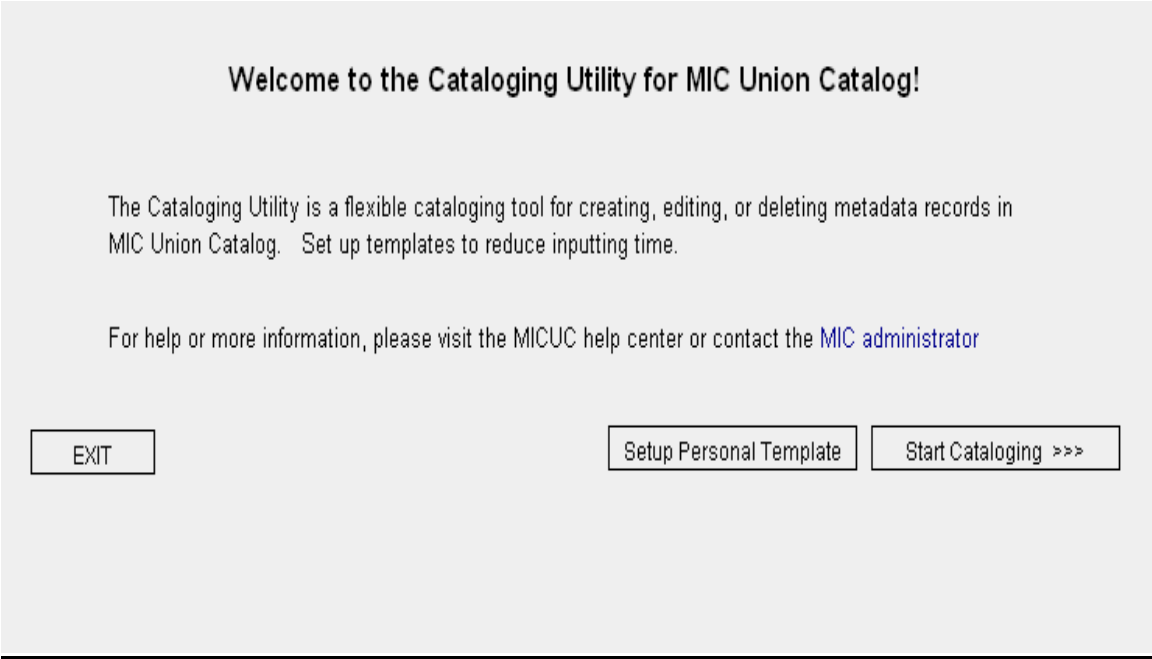 Welcome to the Cataloging Utility for MIC Union Catalog!
The Cataloging Utility is a flexible cataloging tool for creating, editing, or deleting metadata records in
MIC Union Catalog.   Set up templates to reduce inputting time.
For help or more information, please visit the MICUC help center or contact the MIC administrator
EXIT
Setup Personal Template
Start Cataloging >>>